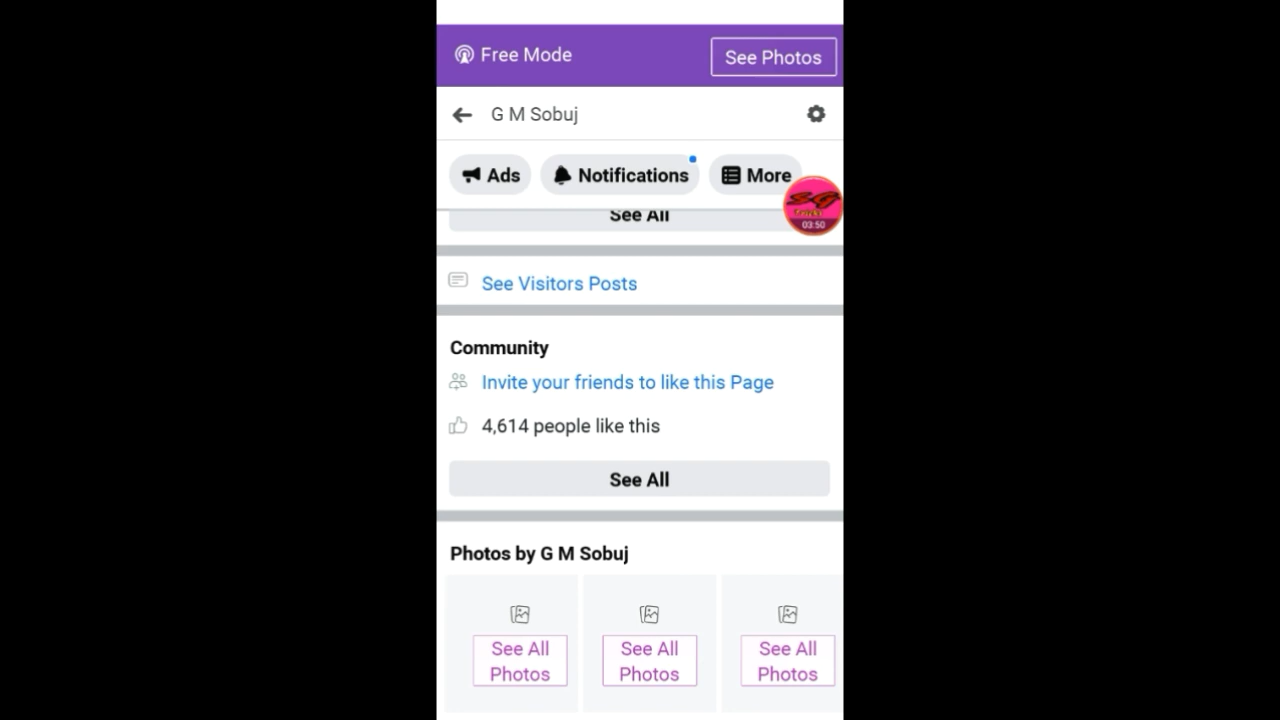 Free Mode
See Photos
G M Sobuj
Ads
Notifications
More
SG
Tricks
03:50
See All
See Visitors Posts
Community
Invite your friends to like this Page
4,614 people like this
See All
Photos by G M Sobuj
See All
Photos
See All
Photos
See All
Photos